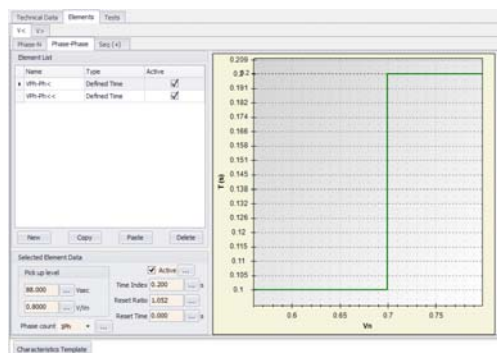 Technical Data Elements Tests
V< V>
Phase-N Phase-Phase Seq (+)
Element List
Name Type Active
VPh-Ph< Defined Time
VPh-Ph<< Defined Time
New Copy Paste Delete
Selected Element Data
Pick up level
88.000 ... Vsec
0.8000 ... V/Vn
Phase count 3Ph ...
Active ...
Time Index 0.200 ... s
Reset Ratio 1.052 ...
Reset Time 0.000 ... s
Characteristics Template
T (s)
0.209
0.191
0.182
0.174
0.166
0.158
0.151
0.145
0.138
0.132
0.126
0.12
0.115
0.11
0.105
0.1
0.6 0.65 0.7 0.75
Vn